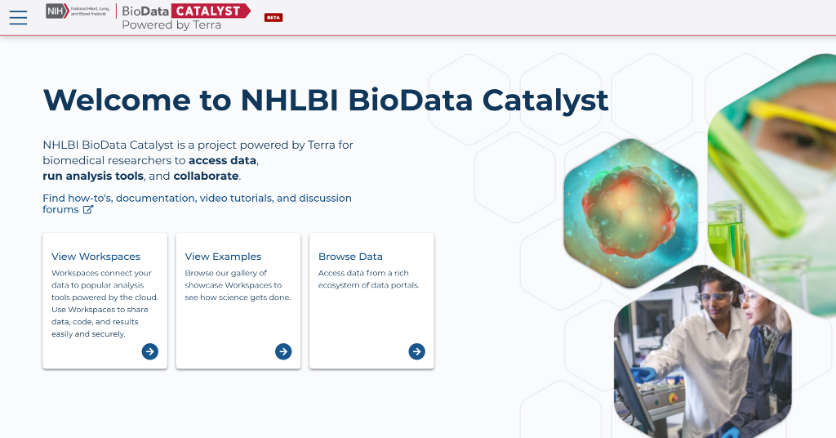 NIH National Heart, Lung, and Blood Institute
BioData CATALYST
Powered by Terra
BETA
Welcome to NHLBI BioData Catalyst
NHLBI BioData Catalyst is a project powered by Terra for
biomedical researchers to access data,
run analysis tools, and collaborate.
Find how-to's, documentation, video tutorials, and discussion
forums
View Workspaces
Workspaces connect your
data to popular analysis
tools powered by the cloud.
Use Workspaces to share
data, code, and results
easily and securely.
View Examples
Browse our gallery of
showcase Workspaces to
see how science gets done.
Browse Data
Access data from a rich
ecosystem of data portals.